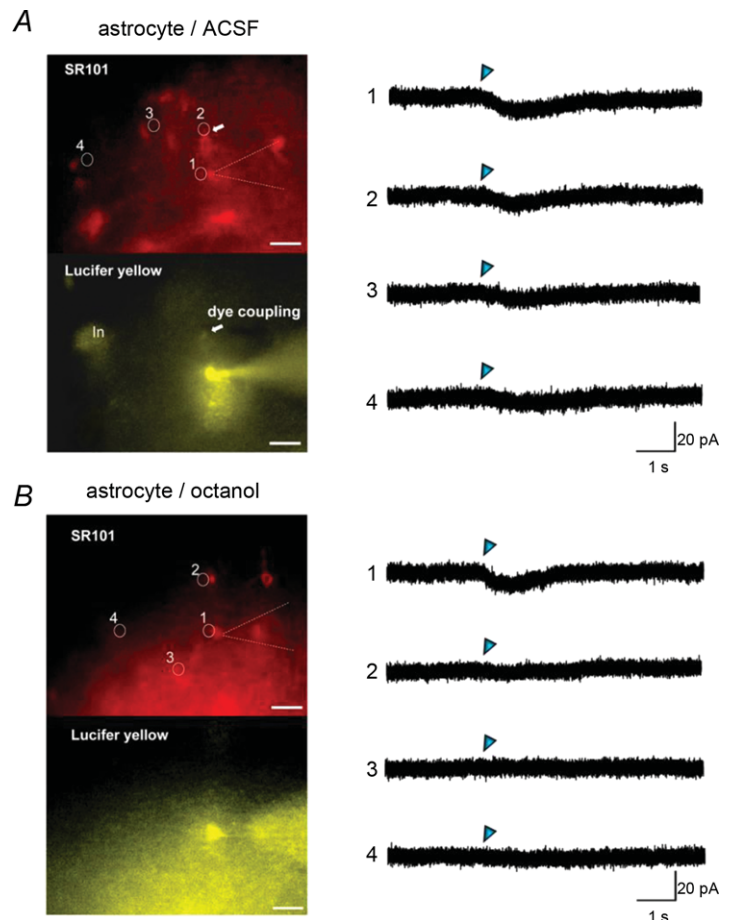 A
astrocyte / ACSF
SR101
3
2
4
1
Lucifer yellow
dye coupling
In
1
2
3
4
20 pA
1 s
B
astrocyte / octanol
SR101
2
4
1
3
Lucifer yellow
1
2
3
4
20 pA
1 s